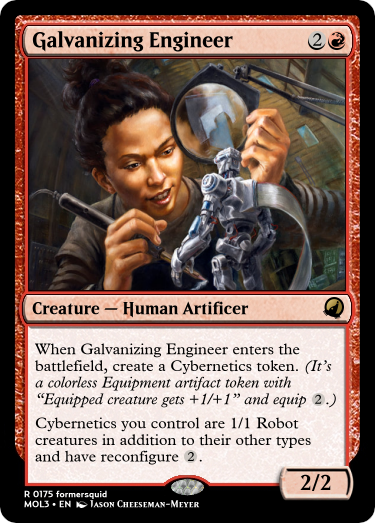 Galvanizing Engineer 2
Creature — Human Artificer
When Galvanizing Engineer enters the
battlefield, create a Cybernetics token. (It's
a colorless Equipment artifact token with
“Equipped creature gets +1/+1” and equip 2.)
Cybernetics you control are 1/1 Robot
creatures in addition to their other types
and have reconfigure 2.
2/2
R 0175 formersquid
MOL3 • EN Jason Cheeseman-Meyer